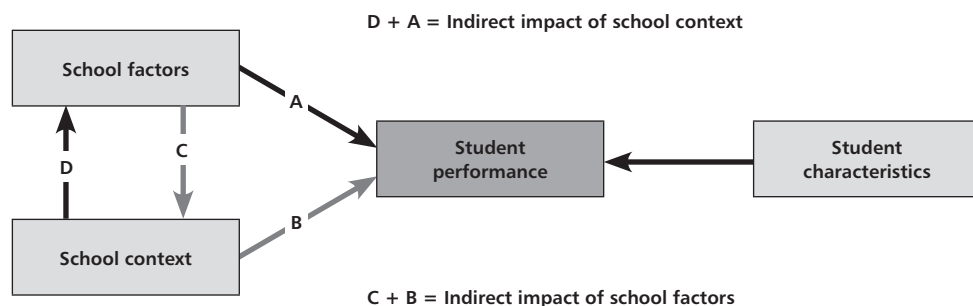 D + A = Indirect impact of school context
School factors
A
D
C
Student
performance
Student
characteristics
B
School context
C + B = Indirect impact of school factors